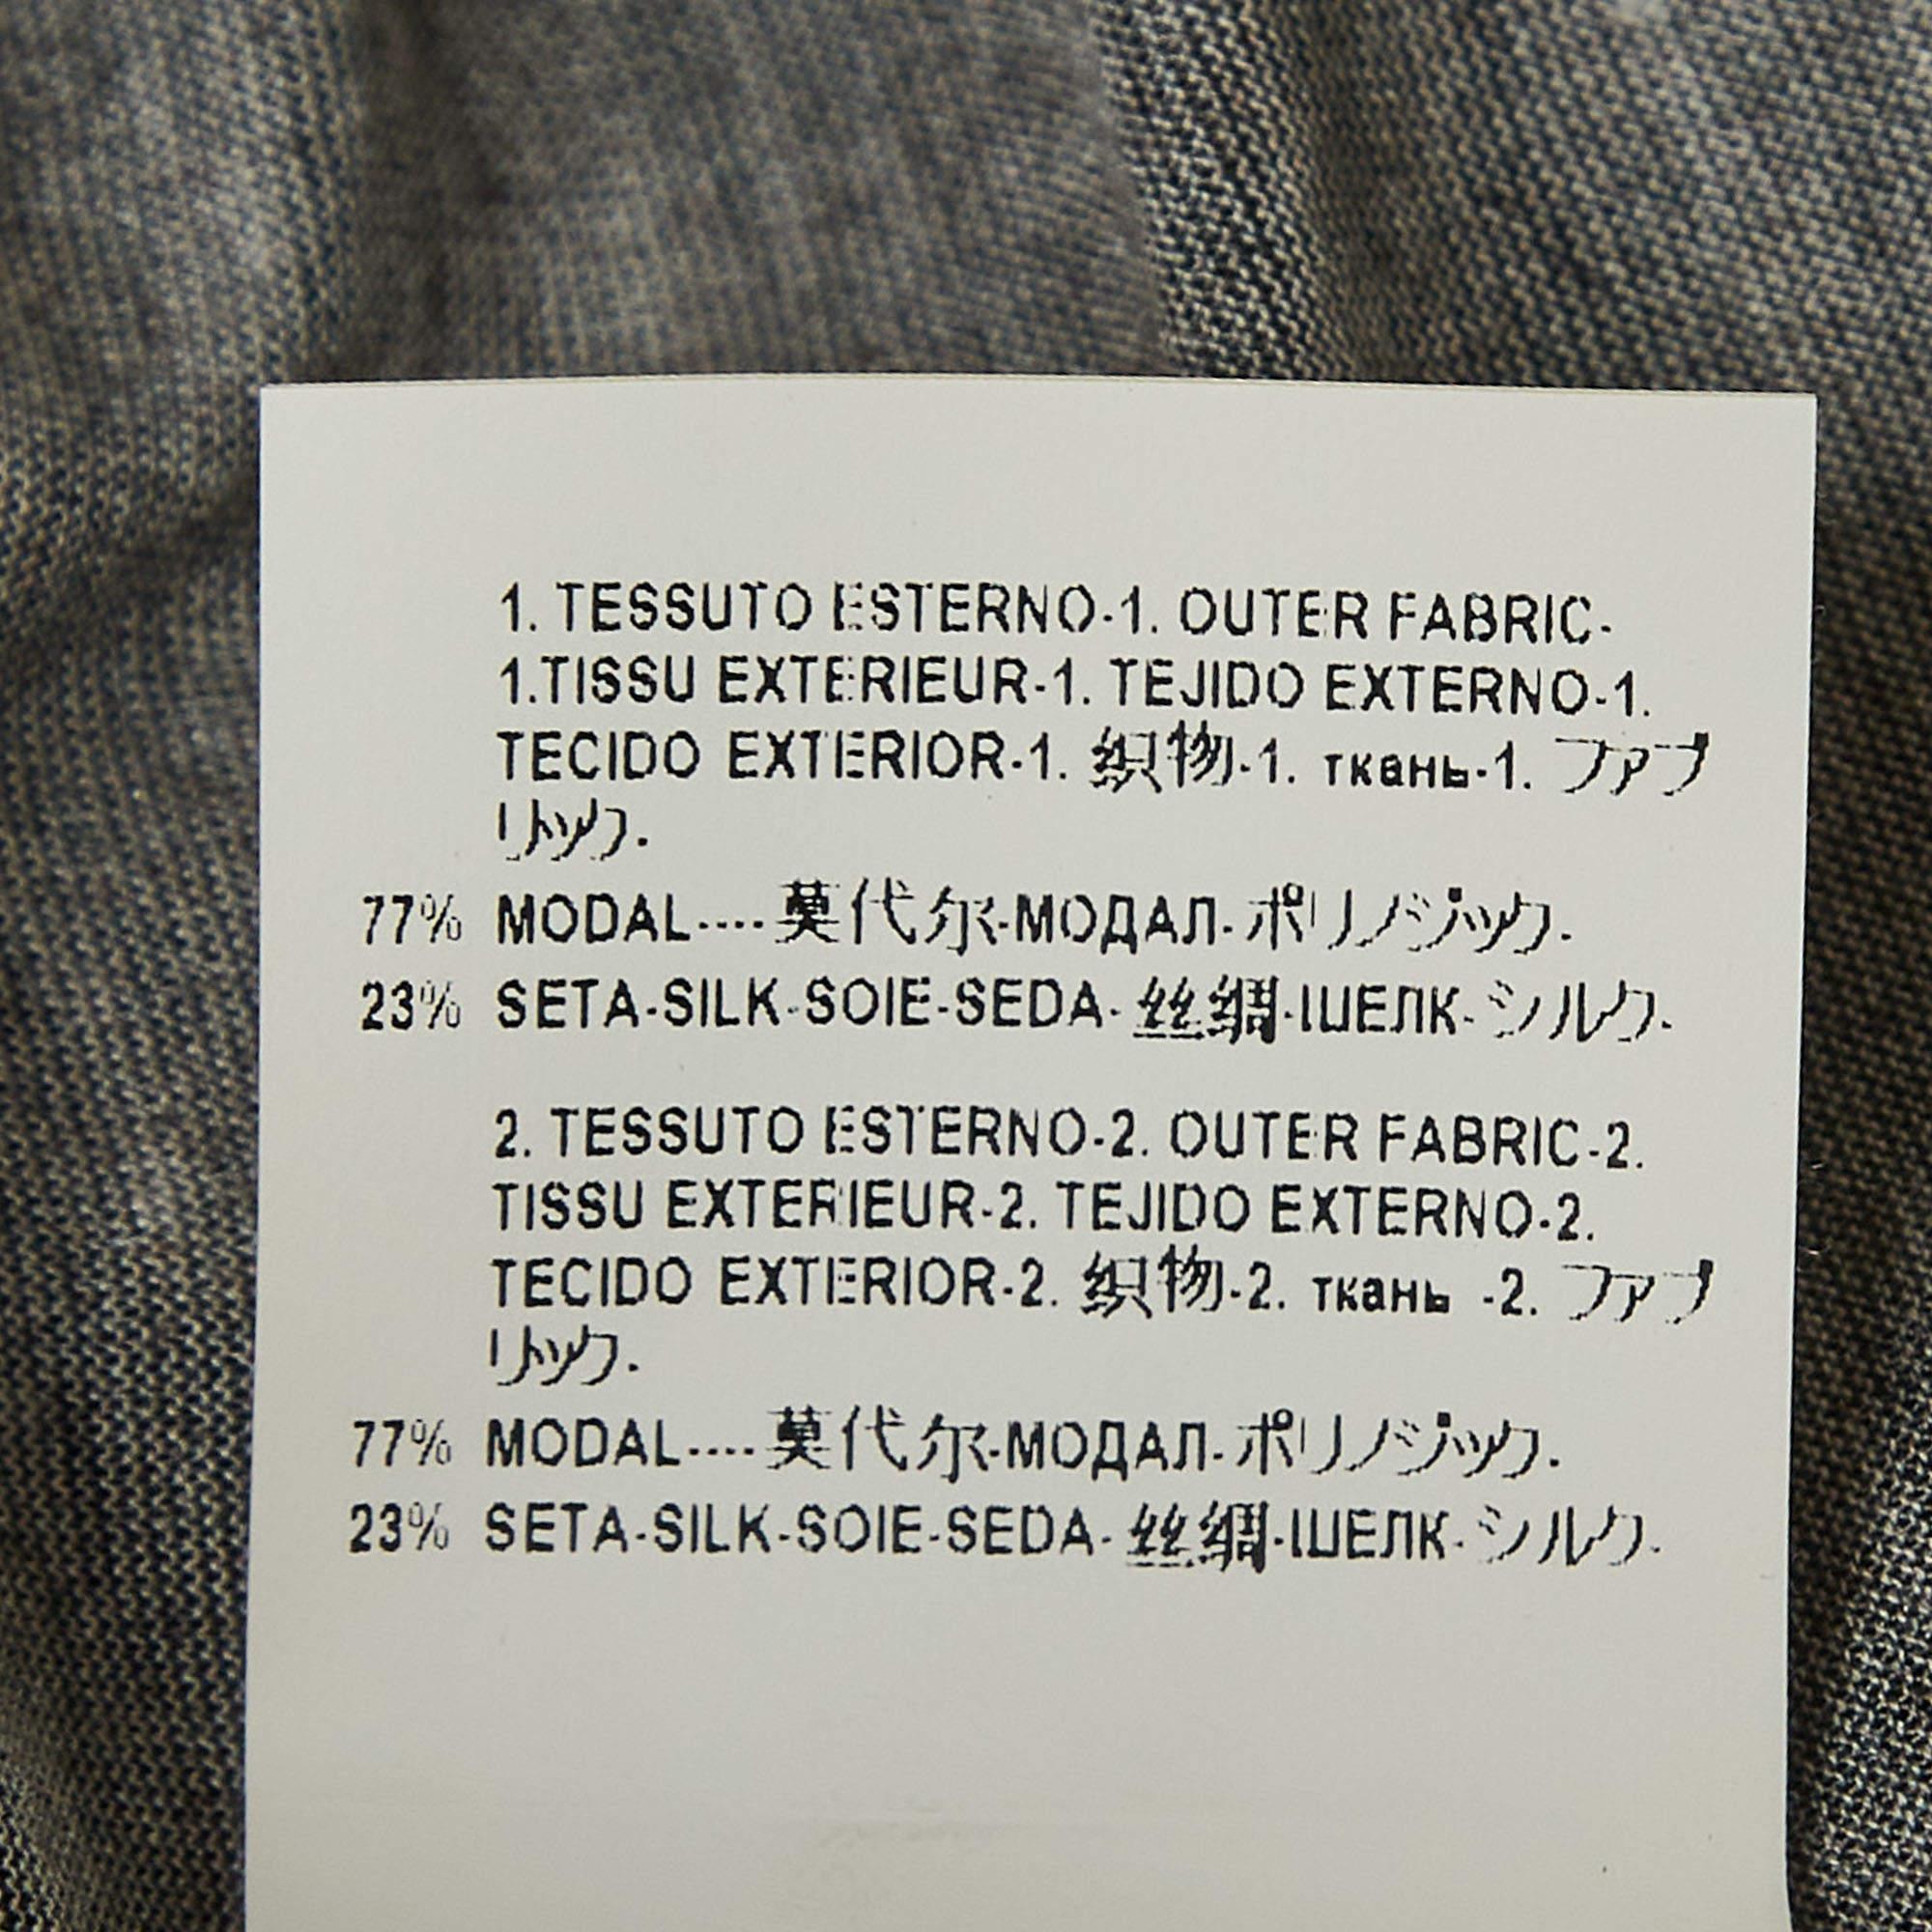 1. TESSUTO ESTERNO-1. OUTER FABRIC-
1.TISSU EXTERIEUR-1. TEJIDO EXTERNO-1.
TECIDO EXTERIOR-1. 织物-1. ткань-1. ファブ
リック.
77% MODAL----莫代尔-МОДАЛ-ポリノジック.
23% SETA-SILK-SOIE-SEDA-丝绸-ШЕЛК-シルク.
2. TESSUTO ESTERNO-2. OUTER FABRIC-2.
TISSU EXTERIEUR-2. TEJIDO EXTERNO-2.
TECIDO EXTERIOR-2. 织物-2. ткань -2. ファブ
リック.
77% MODAL----莫代尔-МОДАЛ-ポリノジック.
23% SETA-SILK-SOIE-SEDA-丝绸-ШЕЛК-シルク.